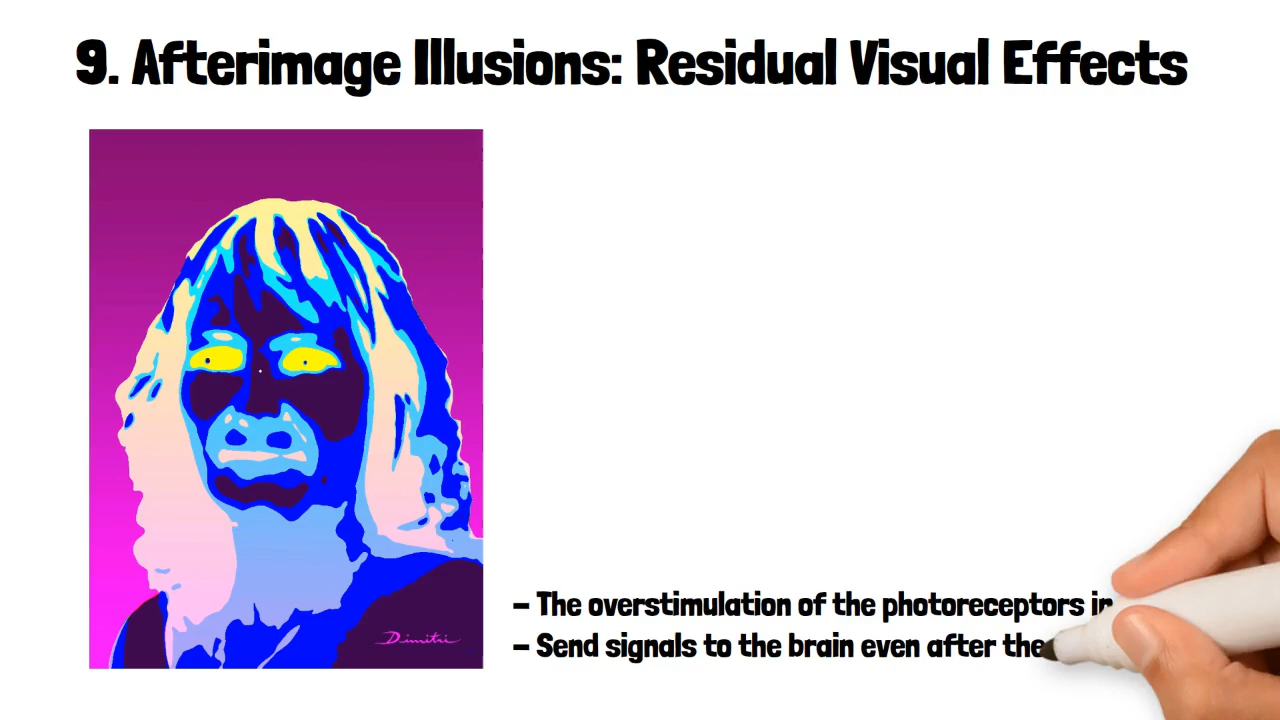 9. Afterimage Illusions: Residual Visual Effects
Dimitri
– The overstimulation of the photoreceptors in
– Send signals to the brain even after the